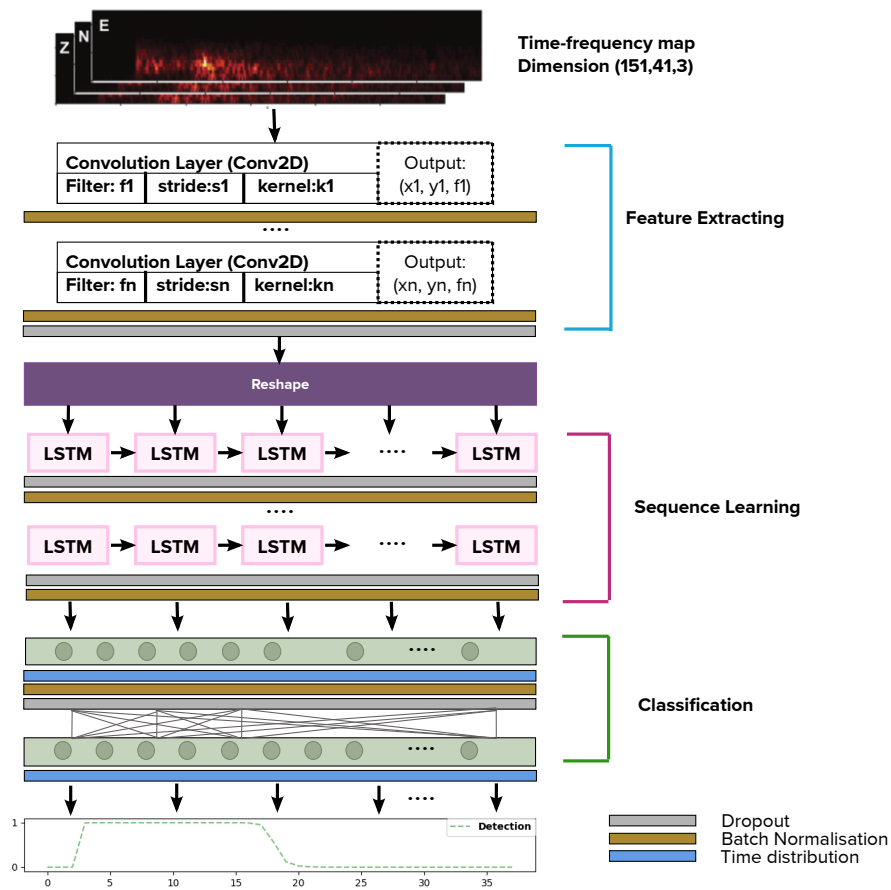 E
N
Z
Time-frequency map
Dimension (151,41,3)
Convolution Layer (Conv2D)
Filter: f1 stride:s1 kernel:k1
Output:
(x1, y1, f1)
....
Convolution Layer (Conv2D)
Filter: fn stride:sn kernel:kn
Output:
(xn, yn, fn)
Feature Extracting
Reshape
LSTM LSTM LSTM .... LSTM
....
LSTM LSTM LSTM .... LSTM
Sequence Learning
....
Classification
....
....
1
0
Detection
0 5 10 15 20 25 30 35
Dropout
Batch Normalisation
Time distribution